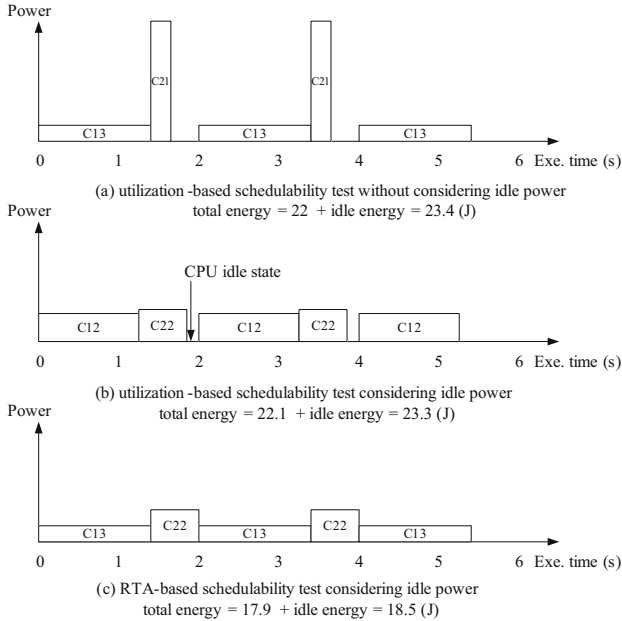 Power
C21
C21
C13
C13
C13
0 1 2 3 4 5 6 Exe. time (s)
(a) utilization -based schedulability test without considering idle power
total energy = 22 + idle energy = 23.4 (J)
Power
CPU idle state
C12
C22
C12
C22
C12
0 1 2 3 4 5 6 Exe. time (s)
(b) utilization -based schedulability test considering idle power
total energy = 22.1 + idle energy = 23.3 (J)
Power
C13
C22
C13
C22
C13
0 1 2 3 4 5 6 Exe. time (s)
(c) RTA-based schedulability test considering idle power
total energy = 17.9 + idle energy = 18.5 (J)